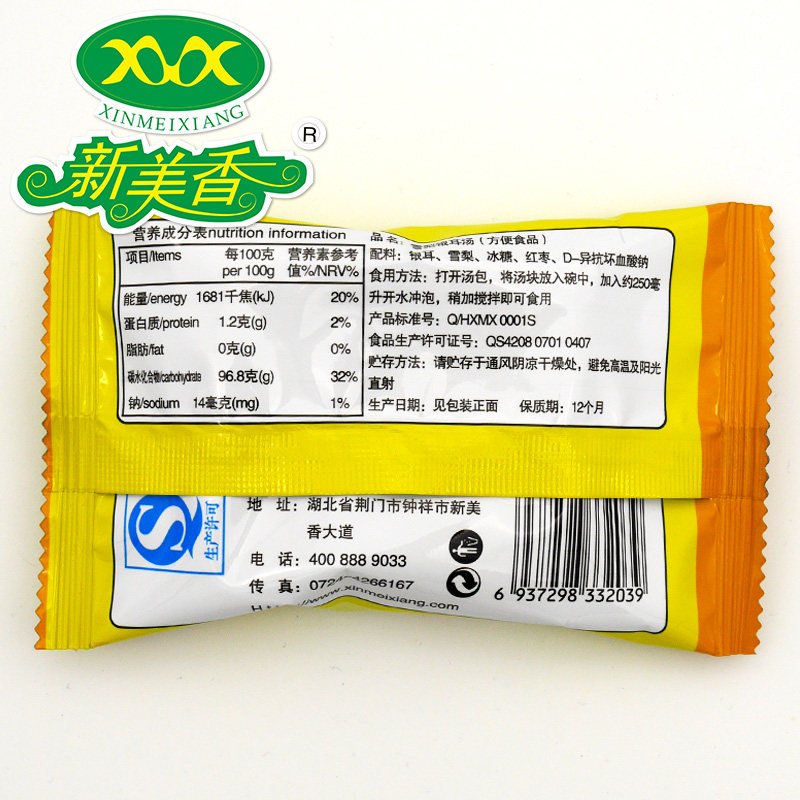 XINMEIXIANG
®
新美香
营养成分表nutrition information
项目/Items 每100克 per 100g 营养素参考值%/NRV%
能量/energy 1681千焦(kJ) 20%
蛋白质/protein 1.2克(g) 2%
脂肪/fat 0克(g) 0%
碳水化合物/carbohydrate 96.8克(g) 32%
钠/sodium 14毫克(mg) 1%
品名:雪梨银耳汤(方便食品)
配料:银耳、雪梨、冰糖、红枣、D-异抗坏血酸钠
食用方法:打开汤包,将汤块放入碗中,加入约250毫
升开水冲泡,稍加搅拌即可食用
产品标准号:Q/HXMX 0001S
食品生产许可证号:QS4208 0701 0407
贮存方法:请贮存于通风阴凉干燥处,避免高温及阳光
直射
生产日期:见包装正面 保质期:12个月
生产许可
地 址:湖北省荆门市钟祥市新美
香大道
电 话:400 888 9033
传 真:
www.xinmeixiang.com
6 937298 332039